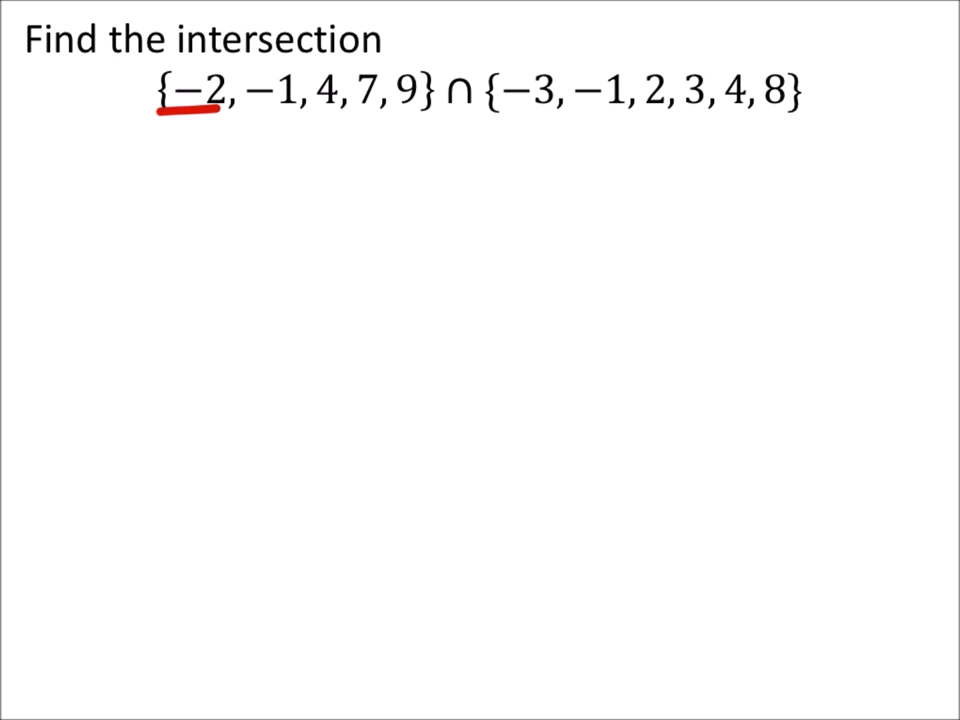 Find the intersection
{−2, −1, 4, 7, 9} ∩ {−3, −1, 2, 3, 4, 8}